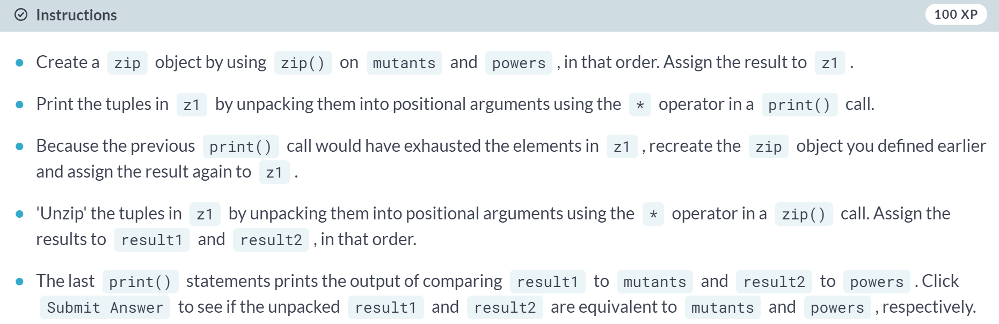 Instructions 100 XP
Create a zip object by using zip() on mutants and powers , in that order. Assign the result to z1 .
Print the tuples in z1 by unpacking them into positional arguments using the * operator in a print() call.
Because the previous print() call would have exhausted the elements in z1 , recreate the zip object you defined earlier
and assign the result again to z1 .
'Unzip' the tuples in z1 by unpacking them into positional arguments using the * operator in a zip() call. Assign the
results to result1 and result2 , in that order.
The last print() statements prints the output of comparing result1 to mutants and result2 to powers . Click
Submit Answer to see if the unpacked result1 and result2 are equivalent to mutants and powers , respectively.